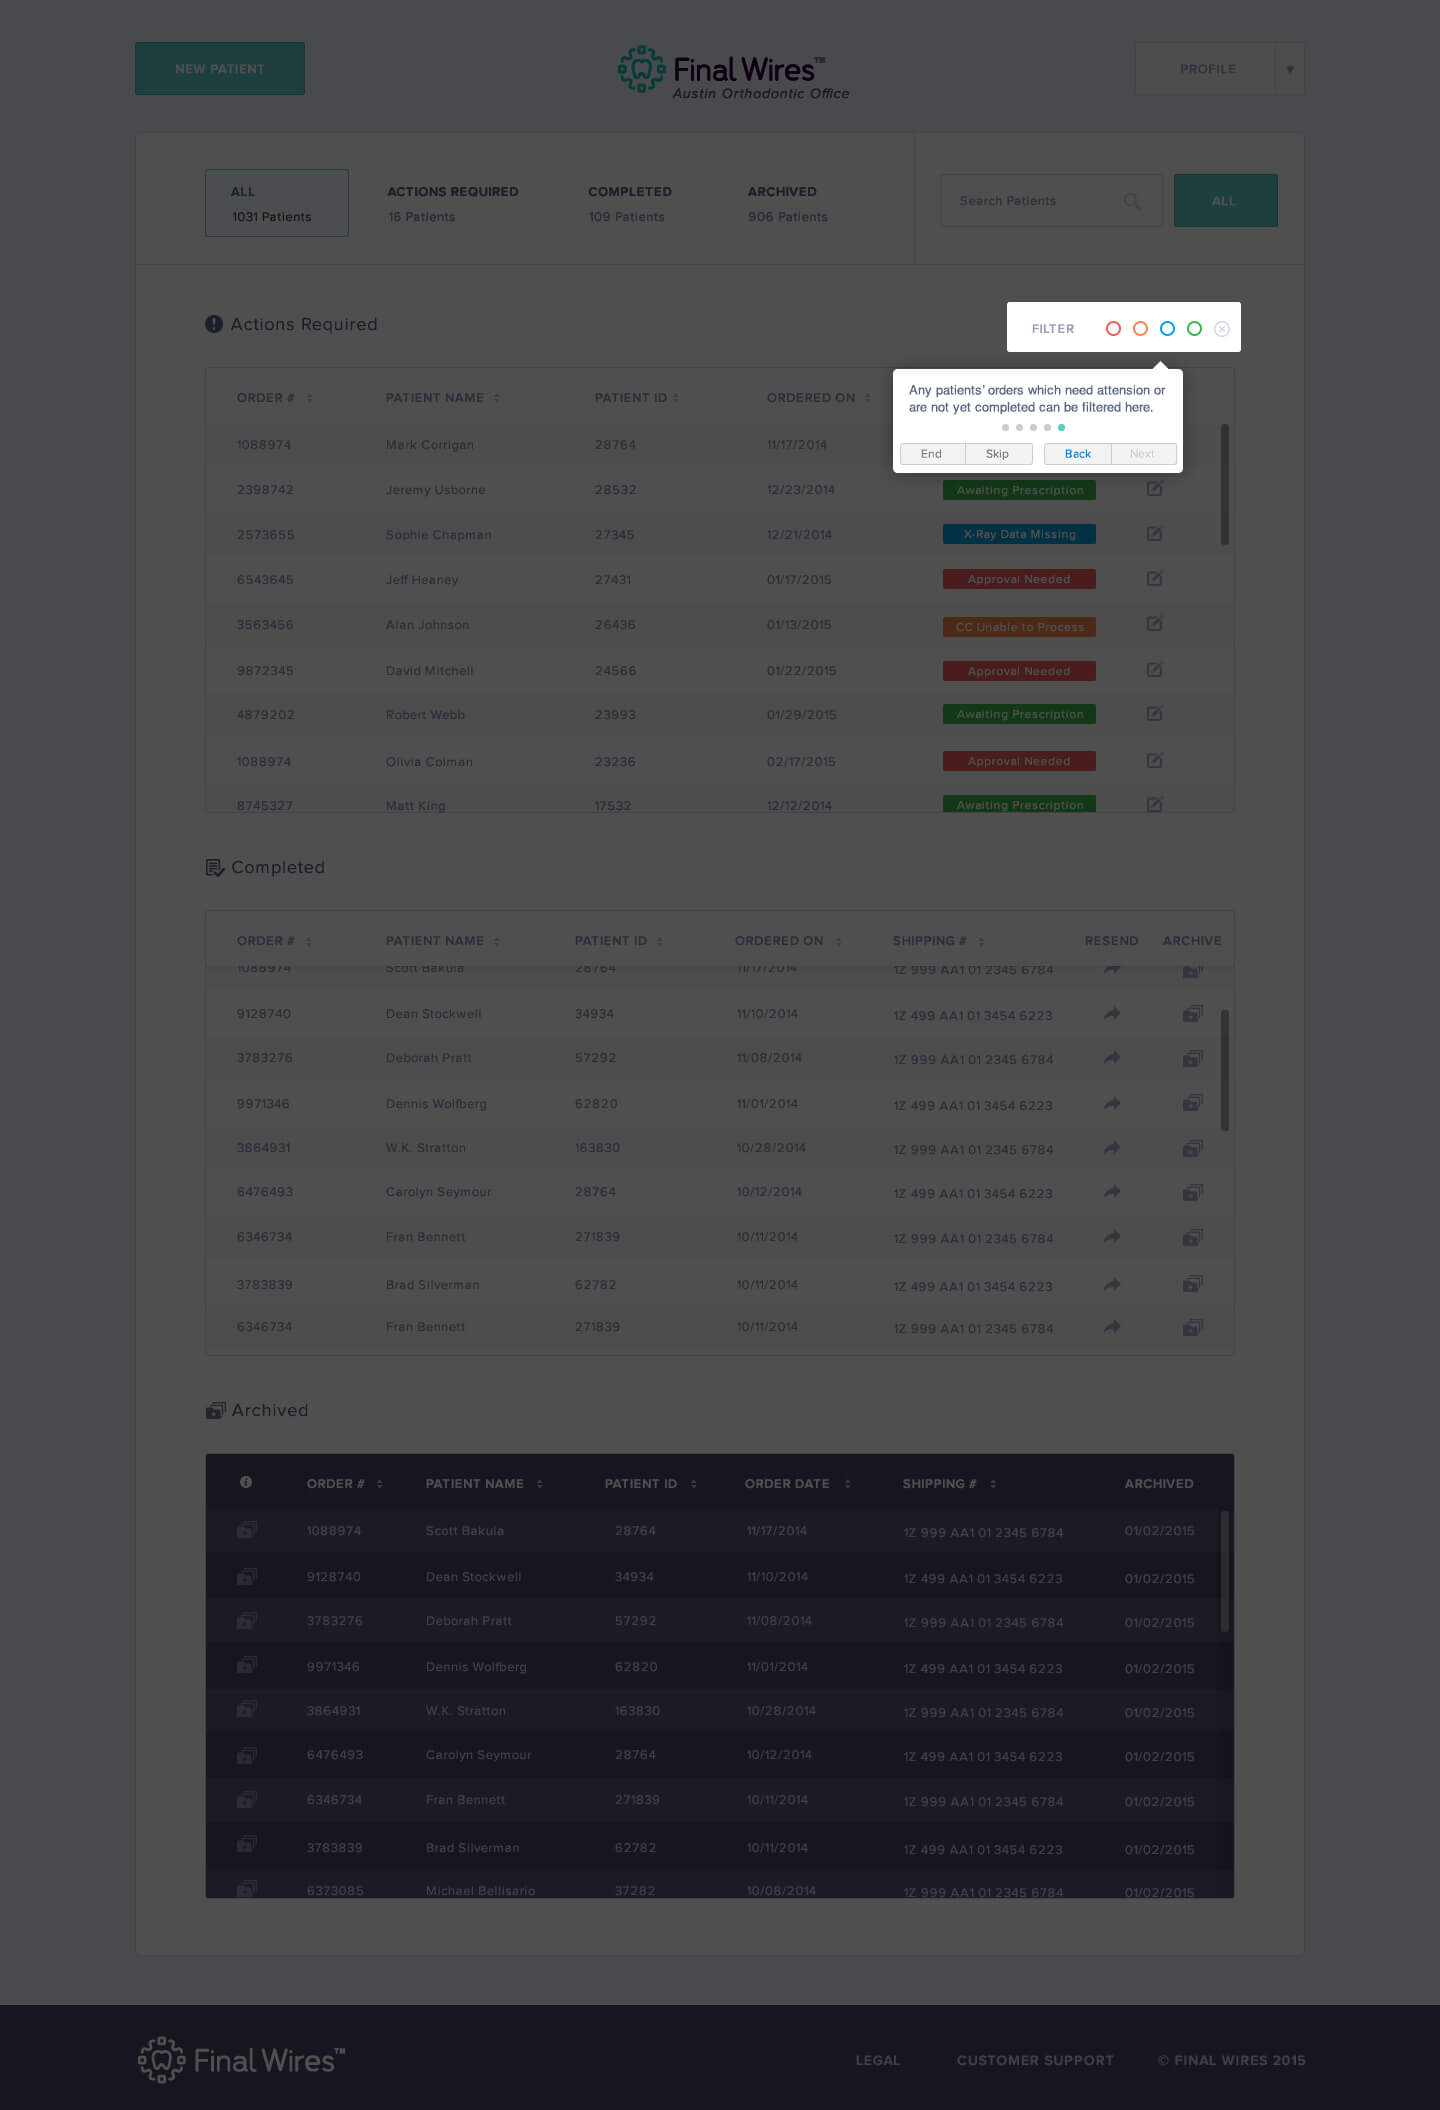 NEW PATIENT
Final Wires™
Austin Orthodontic Office
PROFILE
ALL
1031 Patients
ACTIONS REQUIRED
16 Patients
COMPLETED
109 Patients
ARCHIVED
906 Patients
Search Patients
ALL
Actions Required
FILTER
Any patients’ orders which need attension or
are not yet completed can be filtered here.
End Skip Back Next
ORDER # PATIENT NAME PATIENT ID ORDERED ON
1088974 Mark Corrigan 28764 11/17/2014
2398742 Jeremy Usborne 28532 12/23/2014 Awaiting Prescription
2573655 Sophie Chapman 27345 12/21/2014 X-Ray Data Missing
6543645 Jeff Heaney 27431 01/17/2015 Approval Needed
3563456 Alan Johnson 26436 01/13/2015 CC Unable to Process
9872345 David Mitchell 24566 01/22/2015 Approval Needed
4879202 Robert Webb 23993 01/29/2015 Awaiting Prescription
1088974 Olivia Colman 23236 02/17/2015 Approval Needed
8745327 Matt King 17532 12/12/2014 Awaiting Prescription
Completed
ORDER # PATIENT NAME PATIENT ID ORDERED ON SHIPPING # RESEND ARCHIVE
1088974 Scott Bakula 28764 11/17/2014 1Z 999 AA1 01 2345 6784
9128740 Dean Stockwell 34934 11/10/2014 1Z 499 AA1 01 3454 6223
3783276 Deborah Pratt 57292 11/08/2014 1Z 999 AA1 01 2345 6784
9971346 Dennis Wolfberg 62820 11/01/2014 1Z 499 AA1 01 3454 6223
3864931 W.K. Stratton 163830 10/28/2014 1Z 999 AA1 01 2345 6784
6476493 Carolyn Seymour 28764 10/12/2014 1Z 499 AA1 01 3454 6223
6346734 Fran Bennett 271839 10/11/2014 1Z 999 AA1 01 2345 6784
3783839 Brad Silverman 62782 10/11/2014 1Z 499 AA1 01 3454 6223
6346734 Fran Bennett 271839 10/11/2014 1Z 999 AA1 01 2345 6784
Archived
ORDER # PATIENT NAME PATIENT ID ORDER DATE SHIPPING # ARCHIVED
1088974 Scott Bakula 28764 11/17/2014 1Z 999 AA1 01 2345 6784 01/02/2015
9128740 Dean Stockwell 34934 11/10/2014 1Z 499 AA1 01 3454 6223 01/02/2015
3783276 Deborah Pratt 57292 11/08/2014 1Z 999 AA1 01 2345 6784 01/02/2015
9971346 Dennis Wolfberg 62820 11/01/2014 1Z 499 AA1 01 3454 6223 01/02/2015
3864931 W.K. Stratton 163830 10/28/2014 1Z 999 AA1 01 2345 6784 01/02/2015
6476493 Carolyn Seymour 28764 10/12/2014 1Z 499 AA1 01 3454 6223 01/02/2015
6346734 Fran Bennett 271839 10/11/2014 1Z 999 AA1 01 2345 6784 01/02/2015
3783839 Brad Silverman 62782 10/11/2014 1Z 499 AA1 01 3454 6223 01/02/2015
6373085 Michael Bellisario 37282 10/08/2014 1Z 999 AA1 01 2345 6784 01/02/2015
Final Wires™
LEGAL CUSTOMER SUPPORT © FINAL WIRES 2015